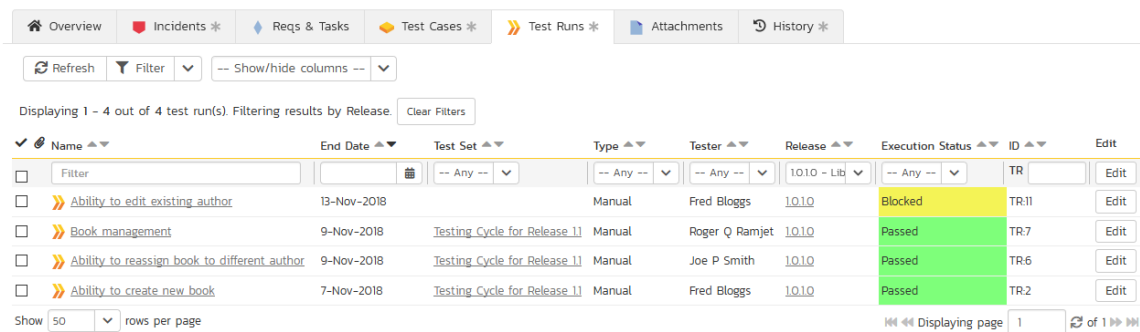 Overview Incidents * Reqs & Tasks Test Cases * Test Runs * Attachments History *
Refresh Filter -- Show/hide columns --
Displaying 1 - 4 out of 4 test run(s). Filtering results by Release. Clear Filters
Name End Date Test Set Type Tester Release Execution Status ID Edit
Filter -- Any -- -- Any -- -- Any -- 1.0.1.0 - Lib -- Any -- TR Edit
Ability to edit existing author 13-Nov-2018 Manual Fred Bloggs 1.0.1.0 Blocked TR:11 Edit
Book management 9-Nov-2018 Testing Cycle for Release 1.1 Manual Roger Q Ramjet 1.0.1.0 Passed TR:7 Edit
Ability to reassign book to different author 9-Nov-2018 Testing Cycle for Release 1.1 Manual Joe P Smith 1.0.1.0 Passed TR:6 Edit
Ability to create new book 7-Nov-2018 Testing Cycle for Release 1.1 Manual Fred Bloggs 1.0.1.0 Passed TR:2 Edit
Show 50 rows per page Displaying page 1 of 1